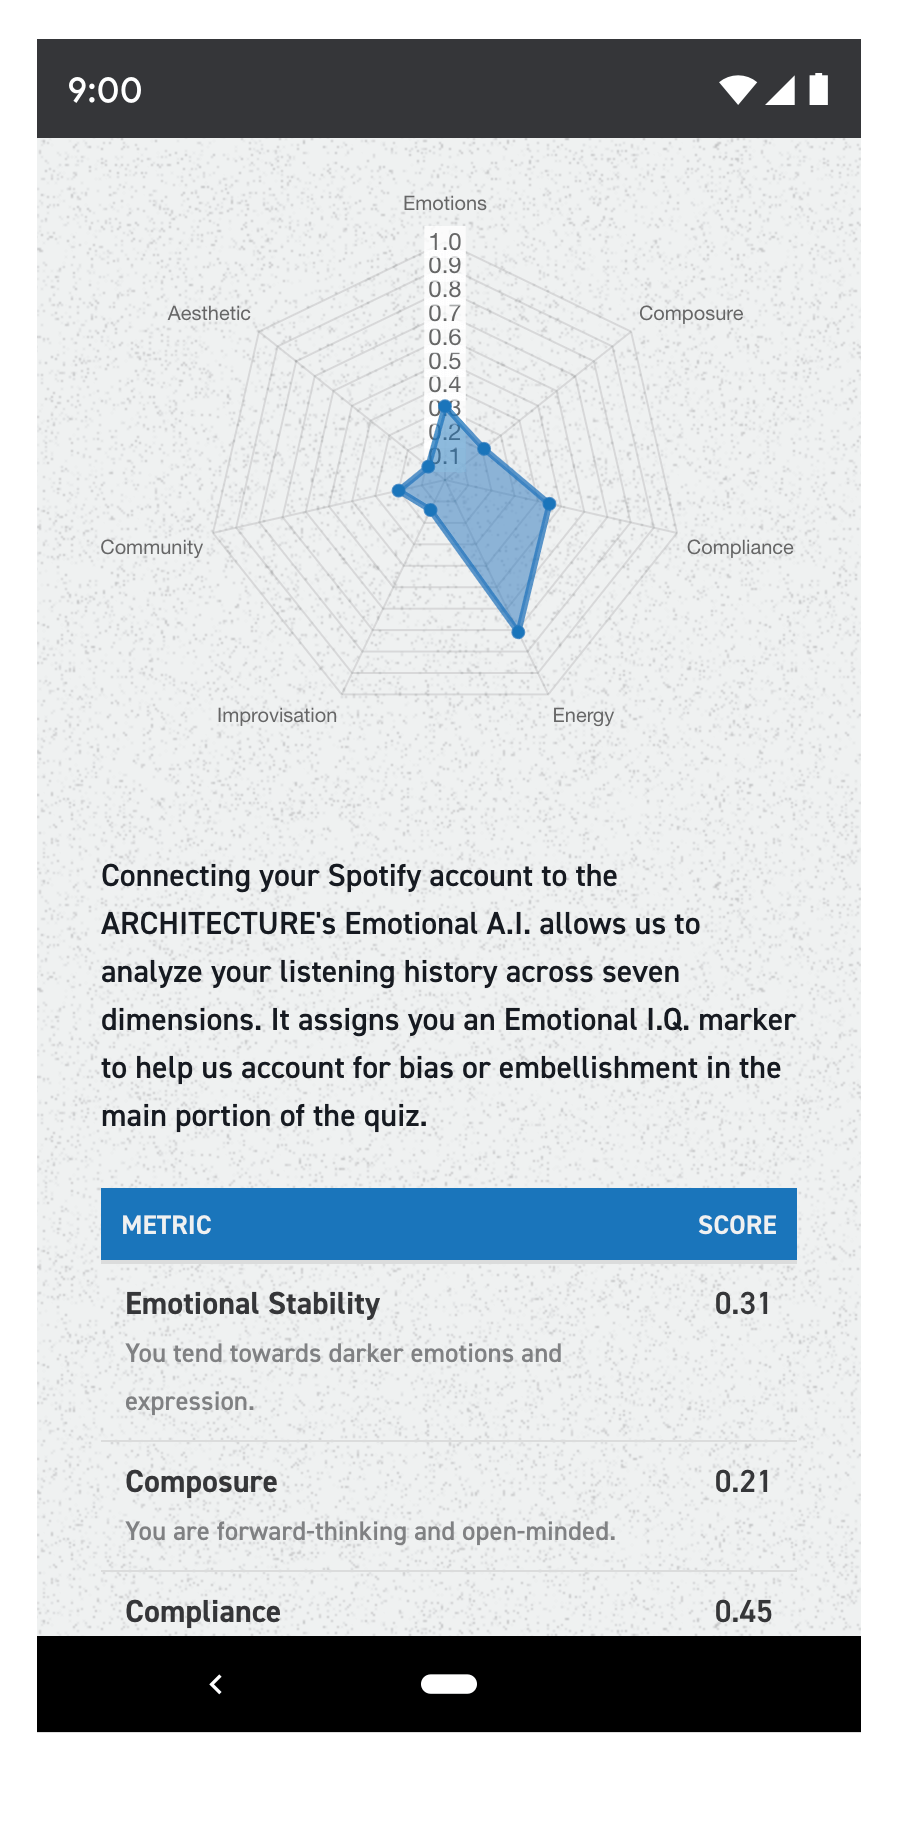 9:00
Emotions
1.0
0.9
0.8
0.7
0.6
0.5
0.4
0.3
0.2
0.1
Aesthetic
Composure
Community
Compliance
Improvisation
Energy
Connecting your Spotify account to the
ARCHITECTURE's Emotional A.I. allows us to
analyze your listening history across seven
dimensions. It assigns you an Emotional I.Q. marker
to help us account for bias or embellishment in the
main portion of the quiz.
METRIC SCORE
Emotional Stability 0.31
You tend towards darker emotions and
expression.
Composure 0.21
You are forward-thinking and open-minded.
Compliance 0.45